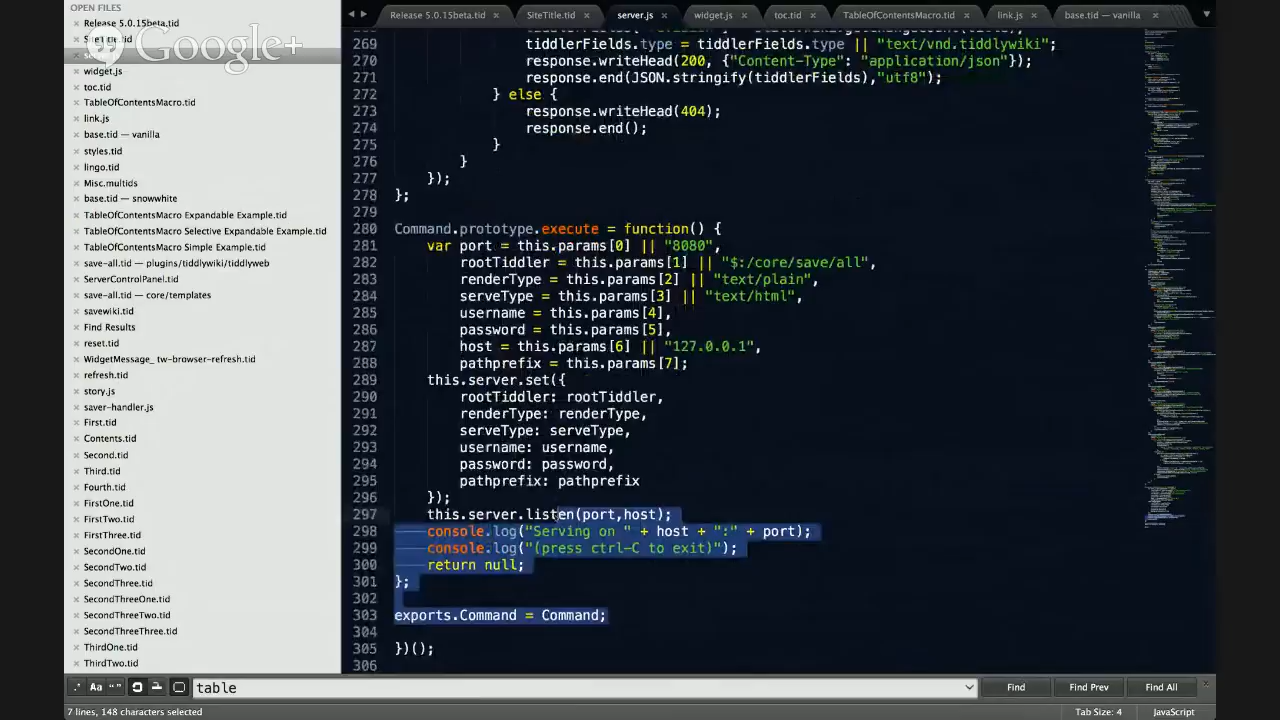 OPEN FILES
Release 5.0.15beta.tid
SiteTitle.tid
Google+
widget.js
toc.tid
TableOfContentsMacro.tid
link.js
base.tid — vanilla
styles.tid
lingo.tid
Misc.multids
base.tid — snowwhite
TableOfContentsMacro Expandable Example.tid
TableOfContentsMacro Selective Expandable Example.tid
TableOfContentsMacro Simple Example.tid
save-all.tid — plugins/tiddlywiki/tiddlyweb
ServerControlPanel.tid
save-all.tid — core/templates
savewiki.tid
Find Results
reset.tid
WidgetMessage_ tw-browser-refresh.tid
refresh.tid
story.js
saver-handler.js
First.tid
Contents.tid
Second.tid
Third.tid
Fourth.tid
FirstOne.tid
FirstTwo.tid
FirstThree.tid
SecondOne.tid
SecondTwo.tid
SecondThree.tid
SecondThreeOne.tid
SecondThreeTwo.tid
SecondThreeThree.tid
ThirdOne.tid
ThirdTwo.tid
Release 5.0.15beta.tid × SiteTitle.tid × server.js × widget.js × toc.tid × TableOfContentsMacro.tid × link.js × base.tid — vanilla ×
269 tiddlerFields.type = tiddlerFields.type || "text/vnd.tiddlywiki";
270 response.writeHead(200, {"Content-Type": "application/json"});
271 response.end(JSON.stringify(tiddlerFields),"utf8");
272 } else {
273 response.writeHead(404);
274 response.end();
275 }
276 }
277 });
278 };
279
280 Command.prototype.execute = function()
281 var port = this.params[0] || "8080"
282 rootTiddler = this.params[1] || "$:/core/save/all",
283 renderType = this.params[2] || "text/plain",
284 serveType = this.params[3] || "text/html",
285 username = this.params[4],
286 password = this.params[5],
287 host = this.params[6] || "127.0.0.1",
288 pathprefix = this.params[7];
289 this.server.set({
290 rootTiddler: rootTiddler,
291 renderType: renderType,
292 serveType: serveType,
293 username: username,
294 password: password,
295 pathprefix: pathprefix
296 });
297 this.server.listen(port,host);
298 console.log("Serving on " + host + ":" + port);
299 console.log("(press ctrl-C to exit)");
300 return null;
301 };
302
303 exports.Command = Command;
304
305 })();
306
.* Aa “ ” table Find Find Prev Find All
7 lines, 148 characters selected Tab Size: 4 JavaScript